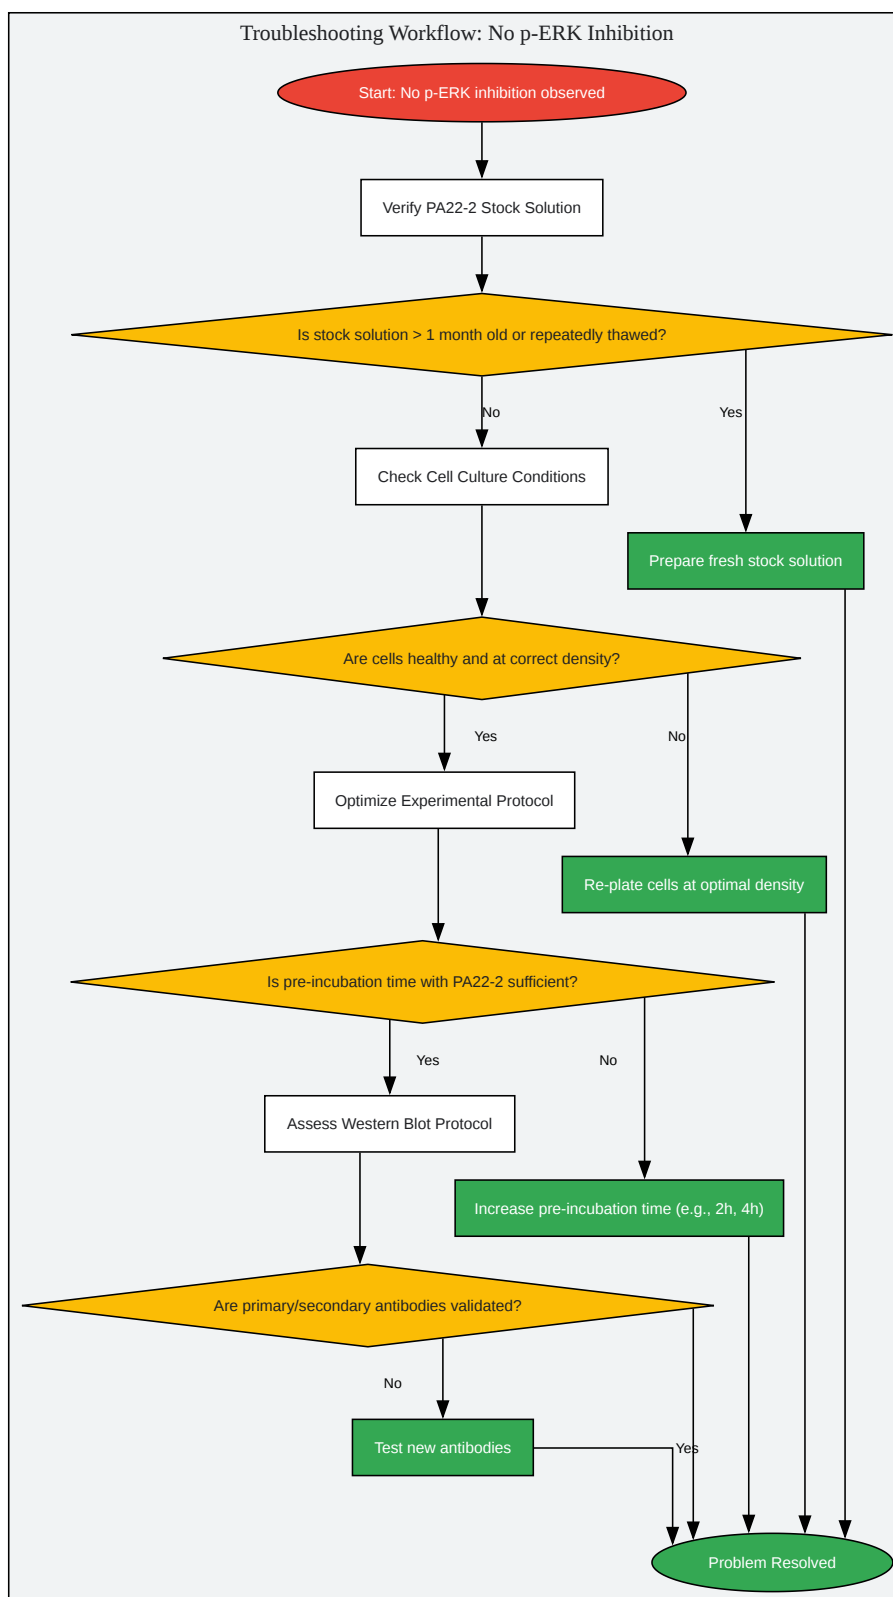 Troubleshooting Workflow: No p-ERK Inhibition
Start: No p-ERK inhibition observed
Verify PA22-2 Stock Solution
Is stock solution > 1 month old or repeatedly thawed?
No
Yes
Check Cell Culture Conditions
Prepare fresh stock solution
Are cells healthy and at correct density?
Yes
No
Optimize Experimental Protocol
Re-plate cells at optimal density
Is pre-incubation time with PA22-2 sufficient?
Yes
No
Assess Western Blot Protocol
Increase pre-incubation time (e.g., 2h, 4h)
Are primary/secondary antibodies validated?
No
Test new antibodies
Yes
Problem Resolved